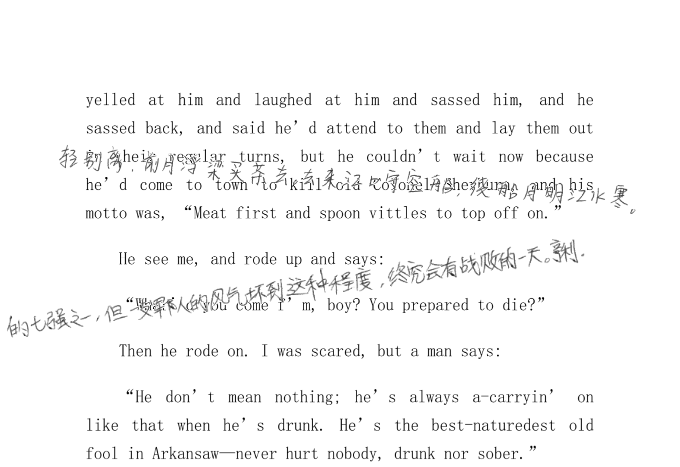 yelled at him and laughed at him and sassed him, and he
sassed back, and said he’d attend to them and lay them out
in their regular turns, but he couldn’t wait now because
轻别离,前月浮梁买茶去,去来江口守空船,绕船月明江水寒。
he’d come to town to kill old Colonel Sherburn, and his
motto was, “Meat first and spoon vittles to top off on.”
He see me, and rode up and says:
的七强之一,但要军人的风气坏到这种程度,终究会有战败的一天。亨利.
come f’m, boy? You prepared to die?”
Then he rode on. I was scared, but a man says:
“He don’t mean nothing; he’s always a-carryin’ on
like that when he’s drunk. He’s the best-naturedest old
fool in Arkansaw—never hurt nobody, drunk nor sober.”